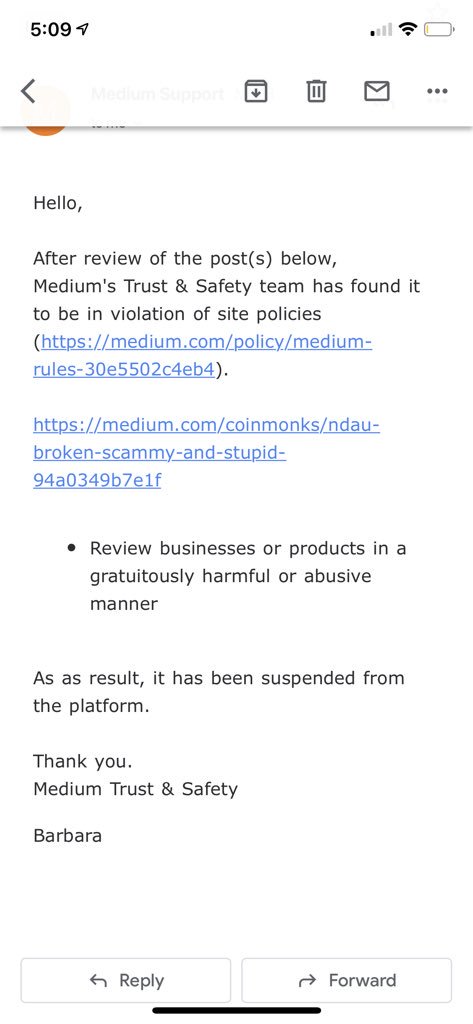 5:09
Medium Support
to me
Hello,
After review of the post(s) below,
Medium's Trust & Safety team has found it
to be in violation of site policies
(https://medium.com/policy/medium-
rules-30e5502c4eb4).
https://medium.com/coinmonks/ndau-
broken-scammy-and-stupid-
94a0349b7e1f
• Review businesses or products in a
gratuitously harmful or abusive
manner
As as result, it has been suspended from
the platform.
Thank you.
Medium Trust & Safety
Barbara
Reply
Forward